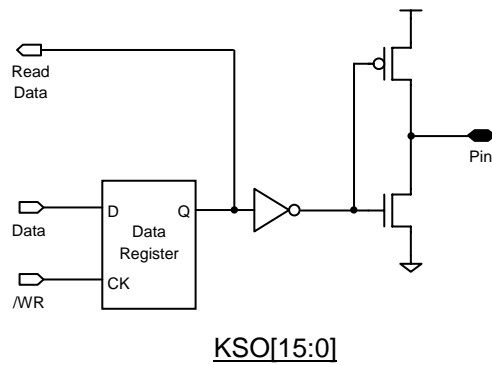 Read
Data
Pin
D
Q
Data
Data
Register
CK
/WR
KSO[15:0]